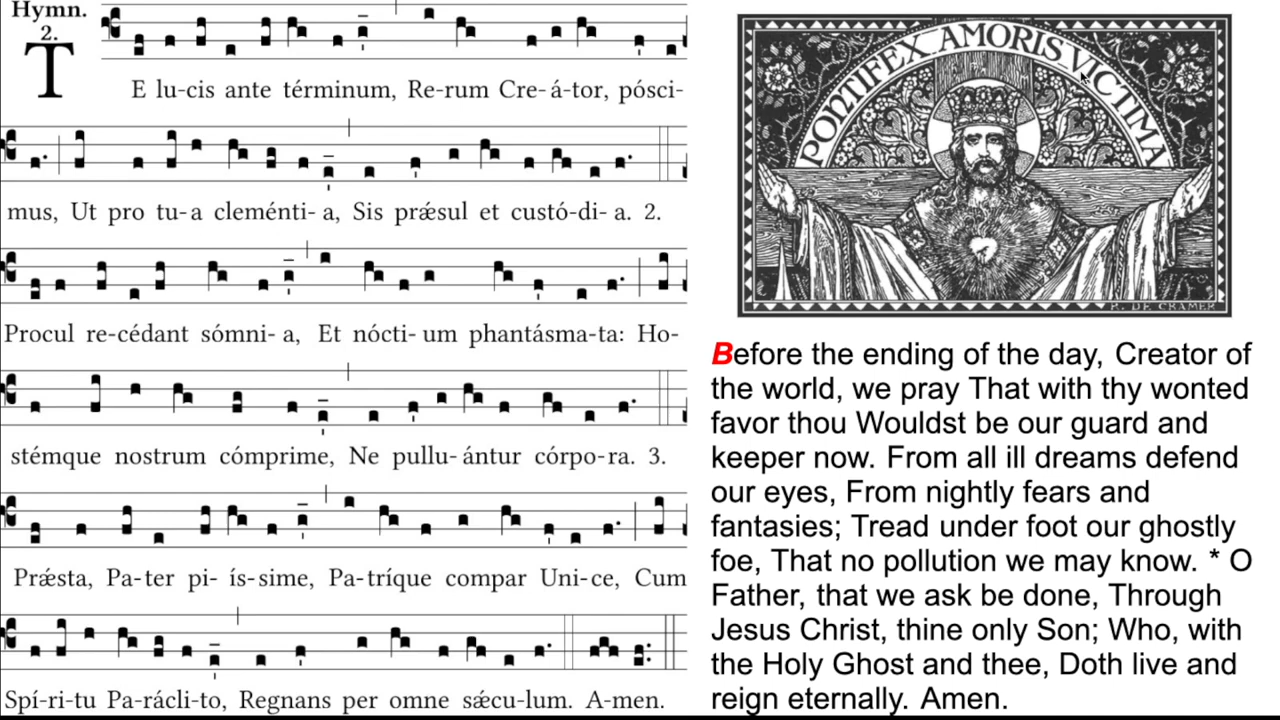 Hymn.
2.
TE lu-cis ante términum, Re-rum Cre-á-tor, pósci-
mus, Ut pro tu-a cleménti-a, Sis prǽsul et custó-di-a. 2.
Procul re-cédant sómni-a, Et nócti-um phantásma-ta: Ho-
stémque nostrum cómprime, Ne pullu-ántur córpo-ra. 3.
Prǽsta, Pa-ter pi-ís-sime, Pa-tríque compar Uni-ce, Cum
Spí-ri-tu Pa-rácli-to, Regnans per omne sǽcu-lum. A-men.
PONTIFEX AMORIS VICTIMA
R. DE CRAMER
Before the ending of the day, Creator of
the world, we pray That with thy wonted
favor thou Wouldst be our guard and
keeper now. From all ill dreams defend
our eyes, From nightly fears and
fantasies; Tread under foot our ghostly
foe, That no pollution we may know. * O
Father, that we ask be done, Through
Jesus Christ, thine only Son; Who, with
the Holy Ghost and thee, Doth live and
reign eternally. Amen.